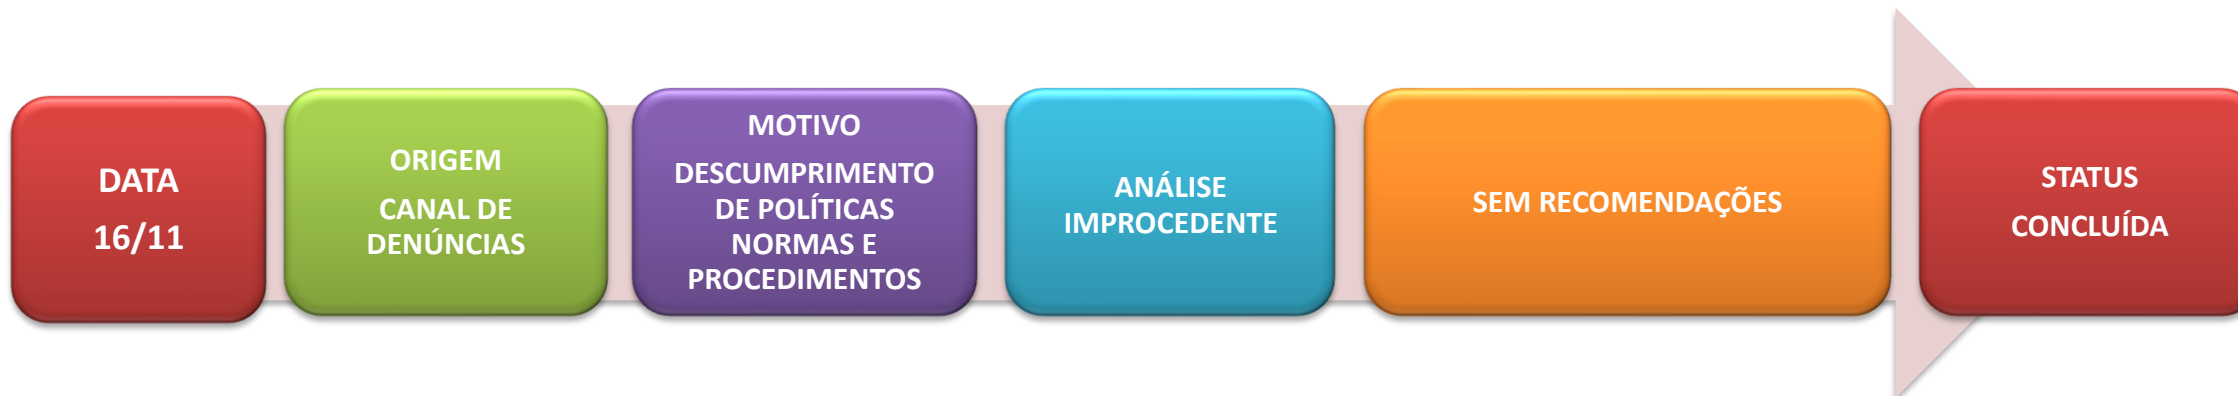 DATA
16/11
ORIGEM
CANAL DE
DENÚNCIAS
MOTIVO
DESCUMPRIMENTO
DE POLÍTICAS
NORMAS E
PROCEDIMENTOS
ANÁLISE
IMPROCEDENTE
SEM RECOMENDAÇÕES
STATUS
CONCLUÍDA